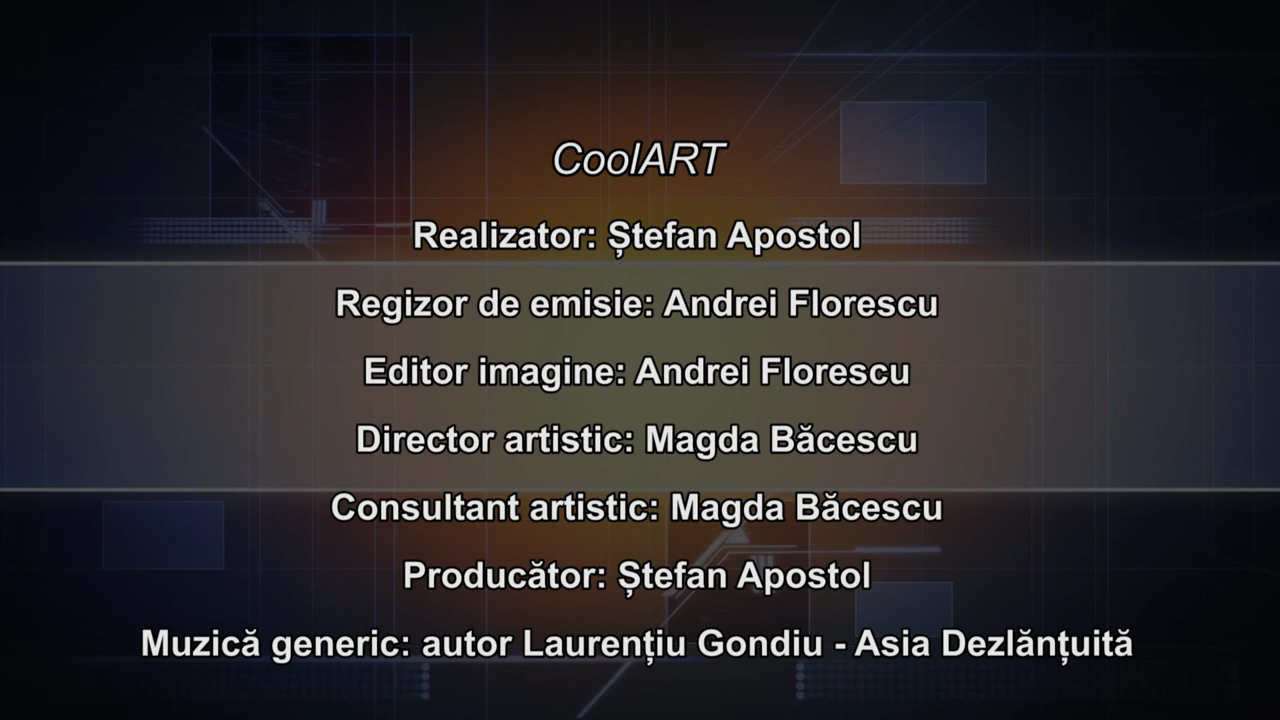 CoolART
Realizator: Ștefan Apostol
Regizor de emisie: Andrei Florescu
Editor imagine: Andrei Florescu
Director artistic: Magda Băcescu
Consultant artistic: Magda Băcescu
Producător: Ștefan Apostol
Muzică generic: autor Laurențiu Gondiu - Asia Dezlănțuită